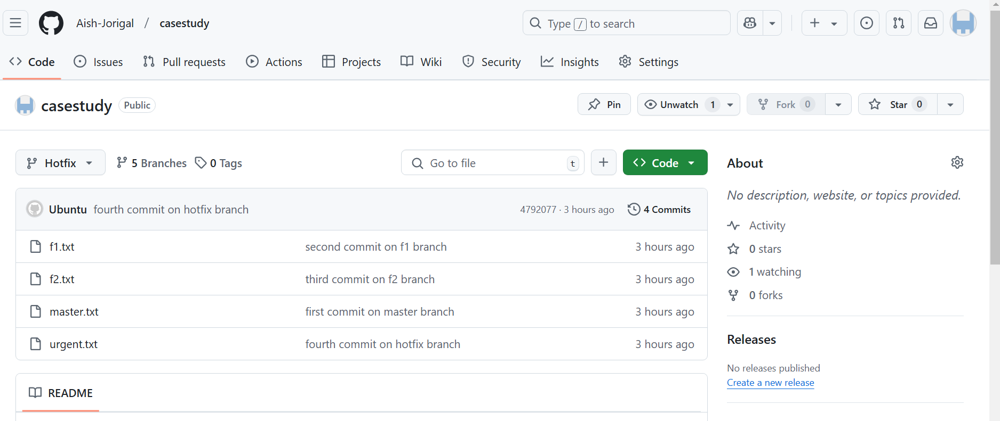 Aish-Jorigal / casestudy
Type / to search
Code Issues Pull requests Actions Projects Wiki Security Insights Settings
casestudy Public
Pin Unwatch 1 Fork 0 Star 0
Hotfix 5 Branches 0 Tags
Go to file t
Code
Ubuntu fourth commit on hotfix branch 4792077 · 3 hours ago 4 Commits
f1.txt second commit on f1 branch 3 hours ago
f2.txt third commit on f2 branch 3 hours ago
master.txt first commit on master branch 3 hours ago
urgent.txt fourth commit on hotfix branch 3 hours ago
README
About
No description, website, or topics provided.
Activity
0 stars
1 watching
0 forks
Releases
No releases published
Create a new release